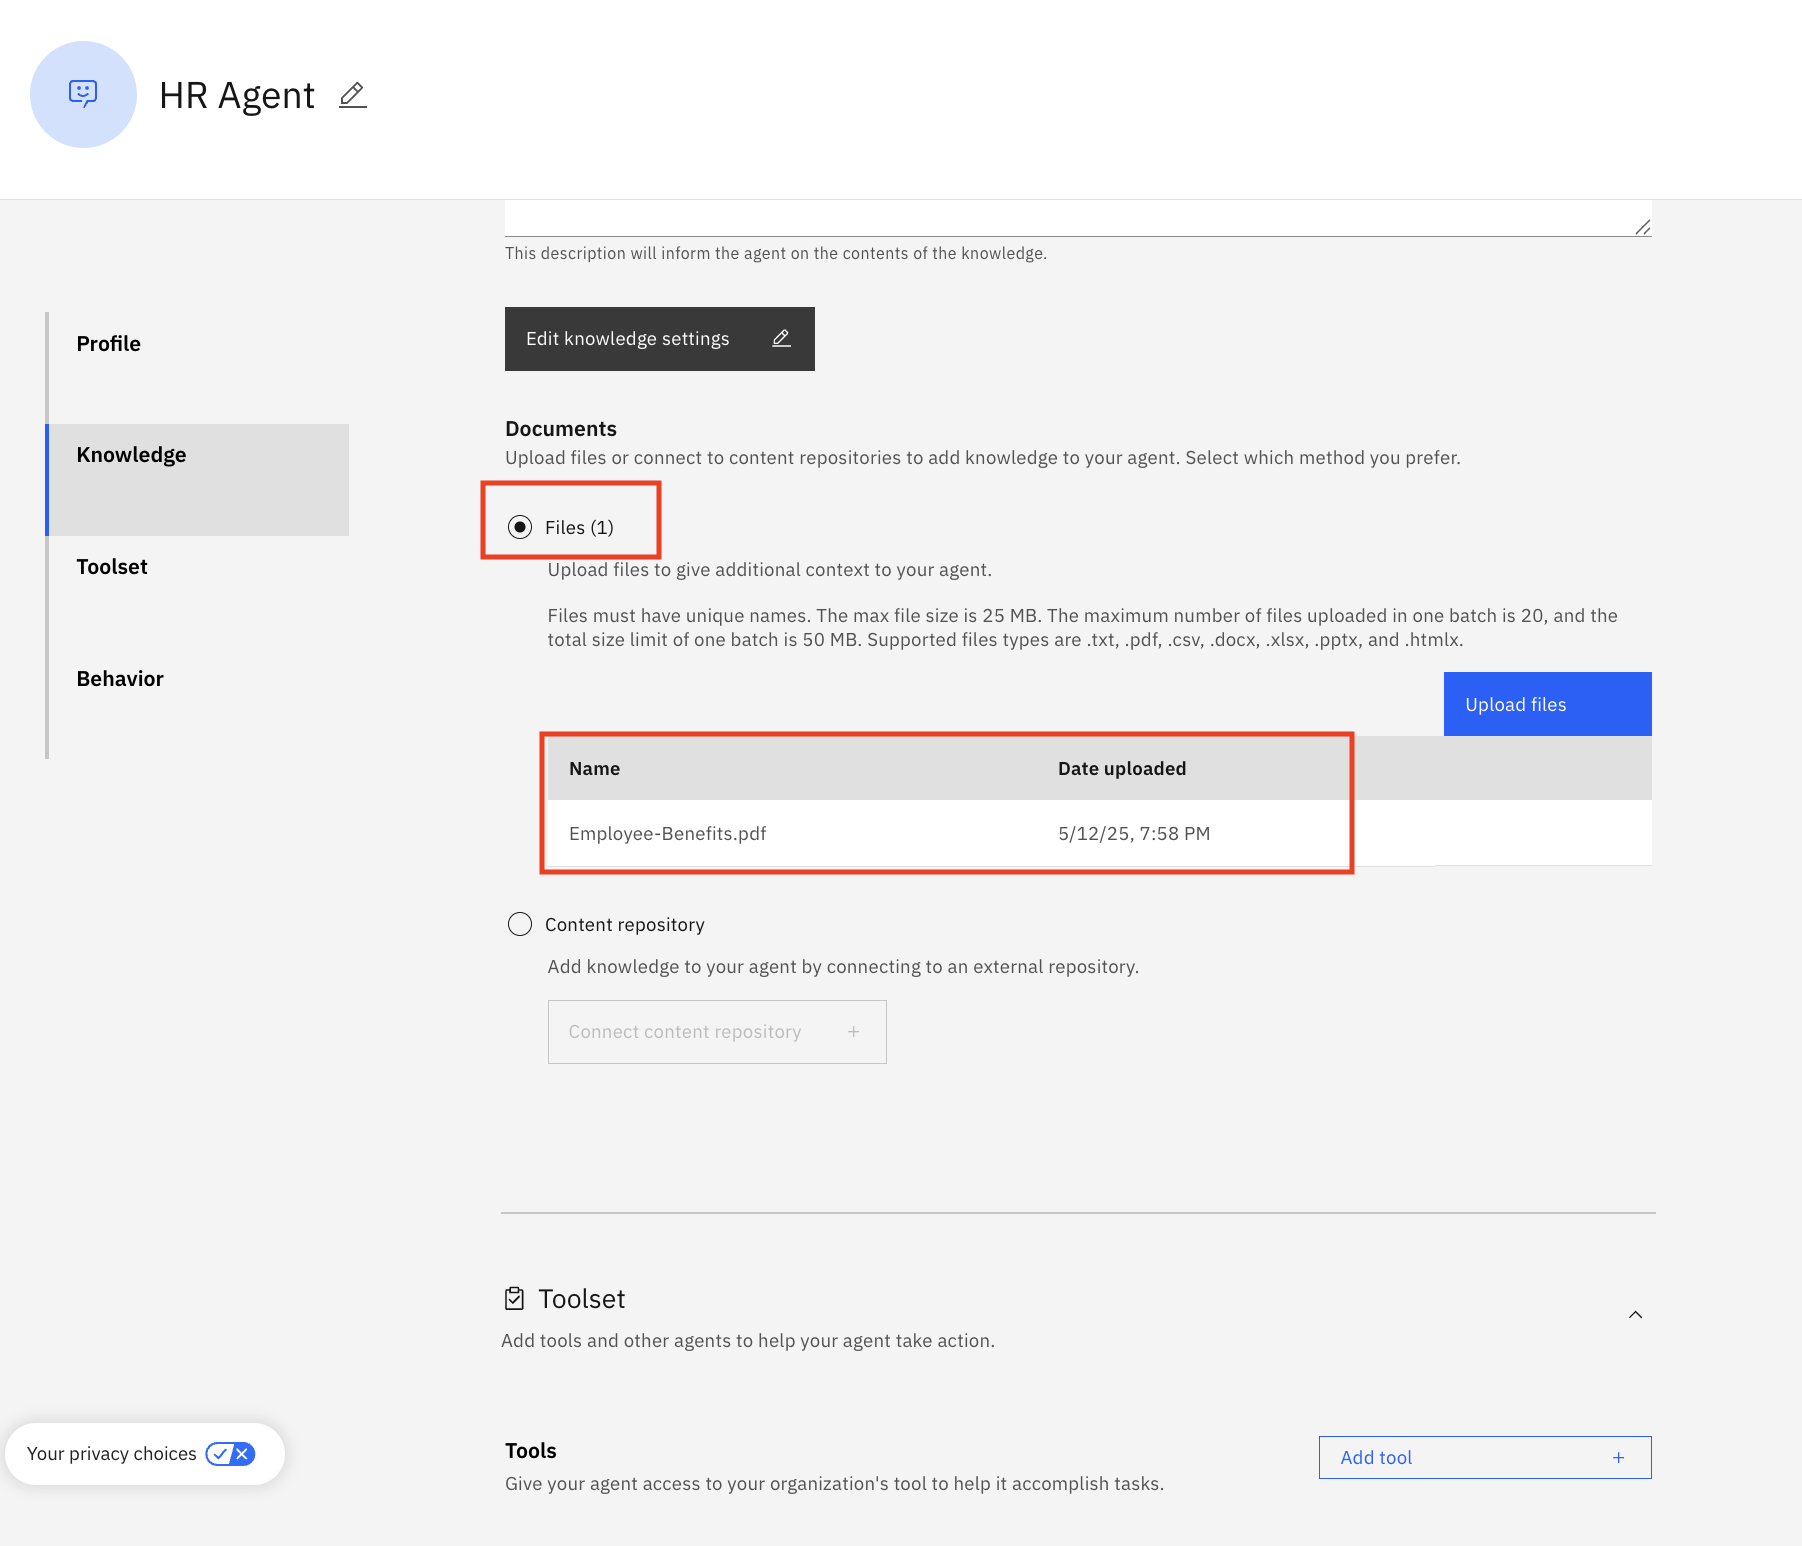 HR Agent
This description will inform the agent on the contents of the knowledge.
Profile
Knowledge
Toolset
Behavior
Edit knowledge settings
Documents
Upload files or connect to content repositories to add knowledge to your agent. Select which method you prefer.
Files (1)
Upload files to give additional context to your agent.
Files must have unique names. The max file size is 25 MB. The maximum number of files uploaded in one batch is 20, and the
total size limit of one batch is 50 MB. Supported files types are .txt, .pdf, .csv, .docx, .xlsx, .pptx, and .htmlx.
Upload files
Name Date uploaded
Employee-Benefits.pdf 5/12/25, 7:58 PM
Content repository
Add knowledge to your agent by connecting to an external repository.
Connect content repository +
Toolset
Add tools and other agents to help your agent take action.
Your privacy choices
Tools
Give your agent access to your organization's tool to help it accomplish tasks.
Add tool +